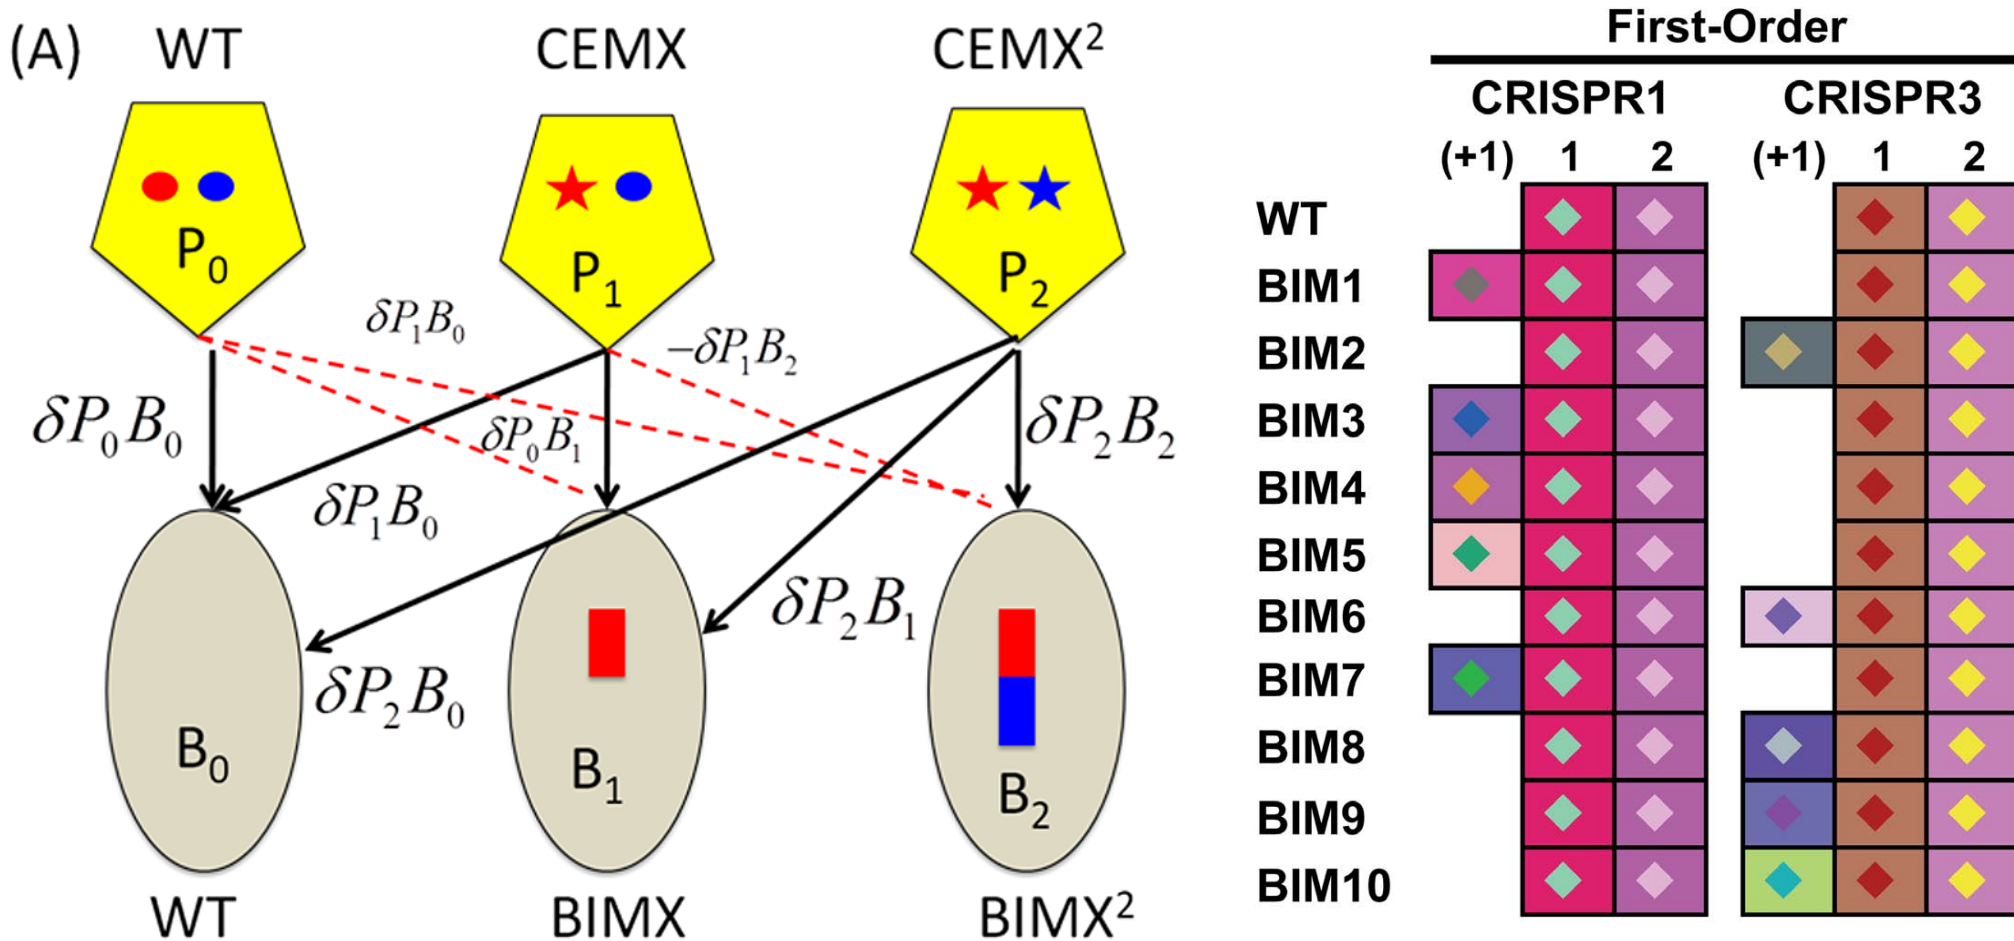 (A) WT CEMX CEMX²
P₀ P₁ P₂
δP₁B₀ −δP₁B₂
δP₀B₀ δP₀B₁ δP₂B₂
δP₁B₀
δP₂B₁
δP₂B₀
B₀ B₁ B₂
WT BIMX BIMX²
First-Order
CRISPR1 CRISPR3
(+1) 1 2 (+1) 1 2
WT
BIM1
BIM2
BIM3
BIM4
BIM5
BIM6
BIM7
BIM8
BIM9
BIM10